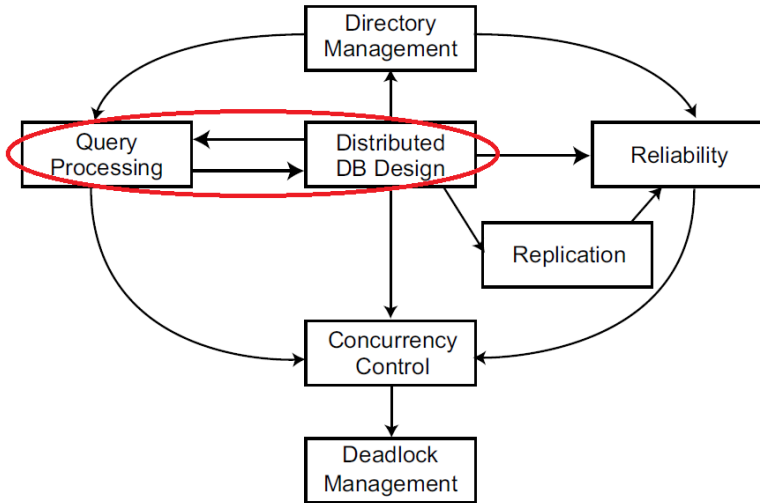 Directory
Management
Query
Processing
Distributed
DB Design
Reliability
Replication
Concurrency
Control
Deadlock
Management